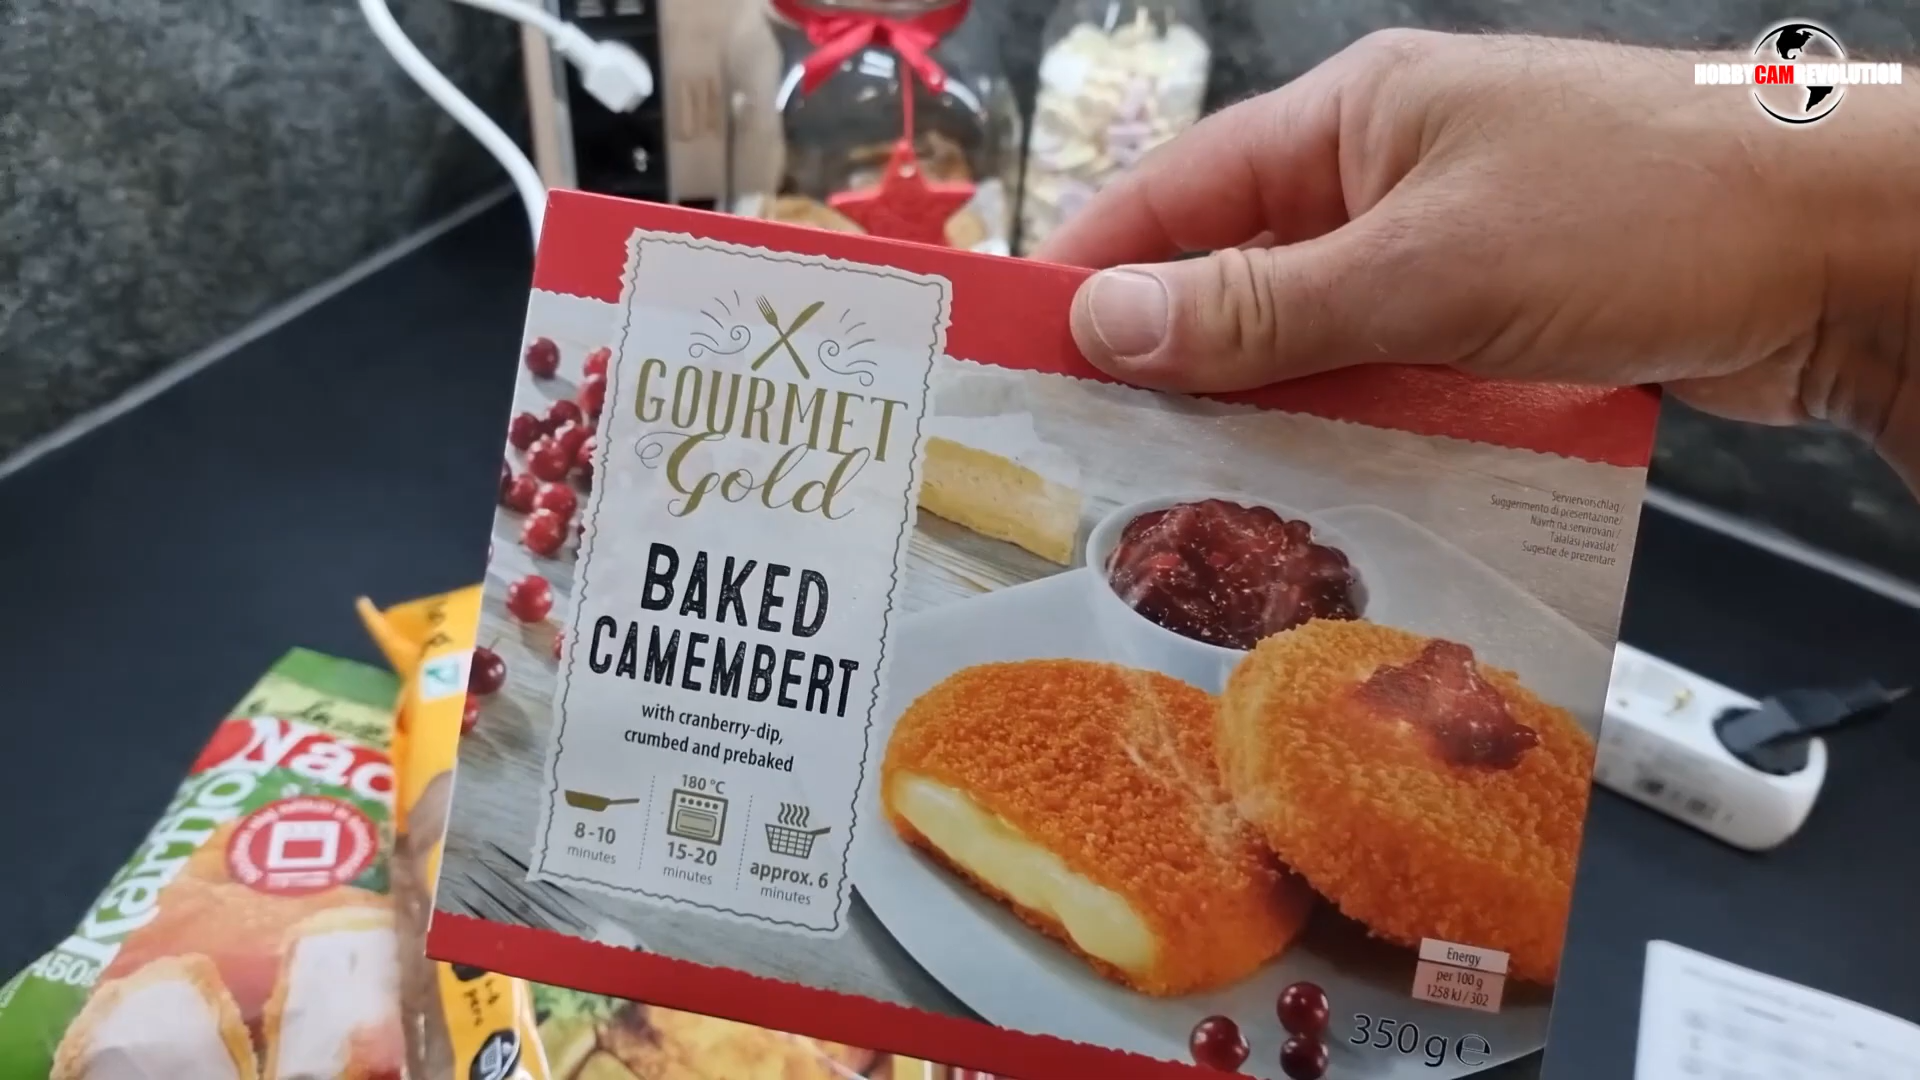 HOBBYCAMREVOLUTION
GOURMET
Gold
BAKED
CAMEMBERT
with cranberry-dip,
crumbed and prebaked
8-10
minutes
180 °C
15-20
minutes
approx. 6
minutes
Serviervorschlag/
Suggerimento di presentazione/
Návrh na servírování/
Tálalási javaslat/
Sugestie de prezentare
Energy
per 100 g
1258 kJ / 302
350g℮